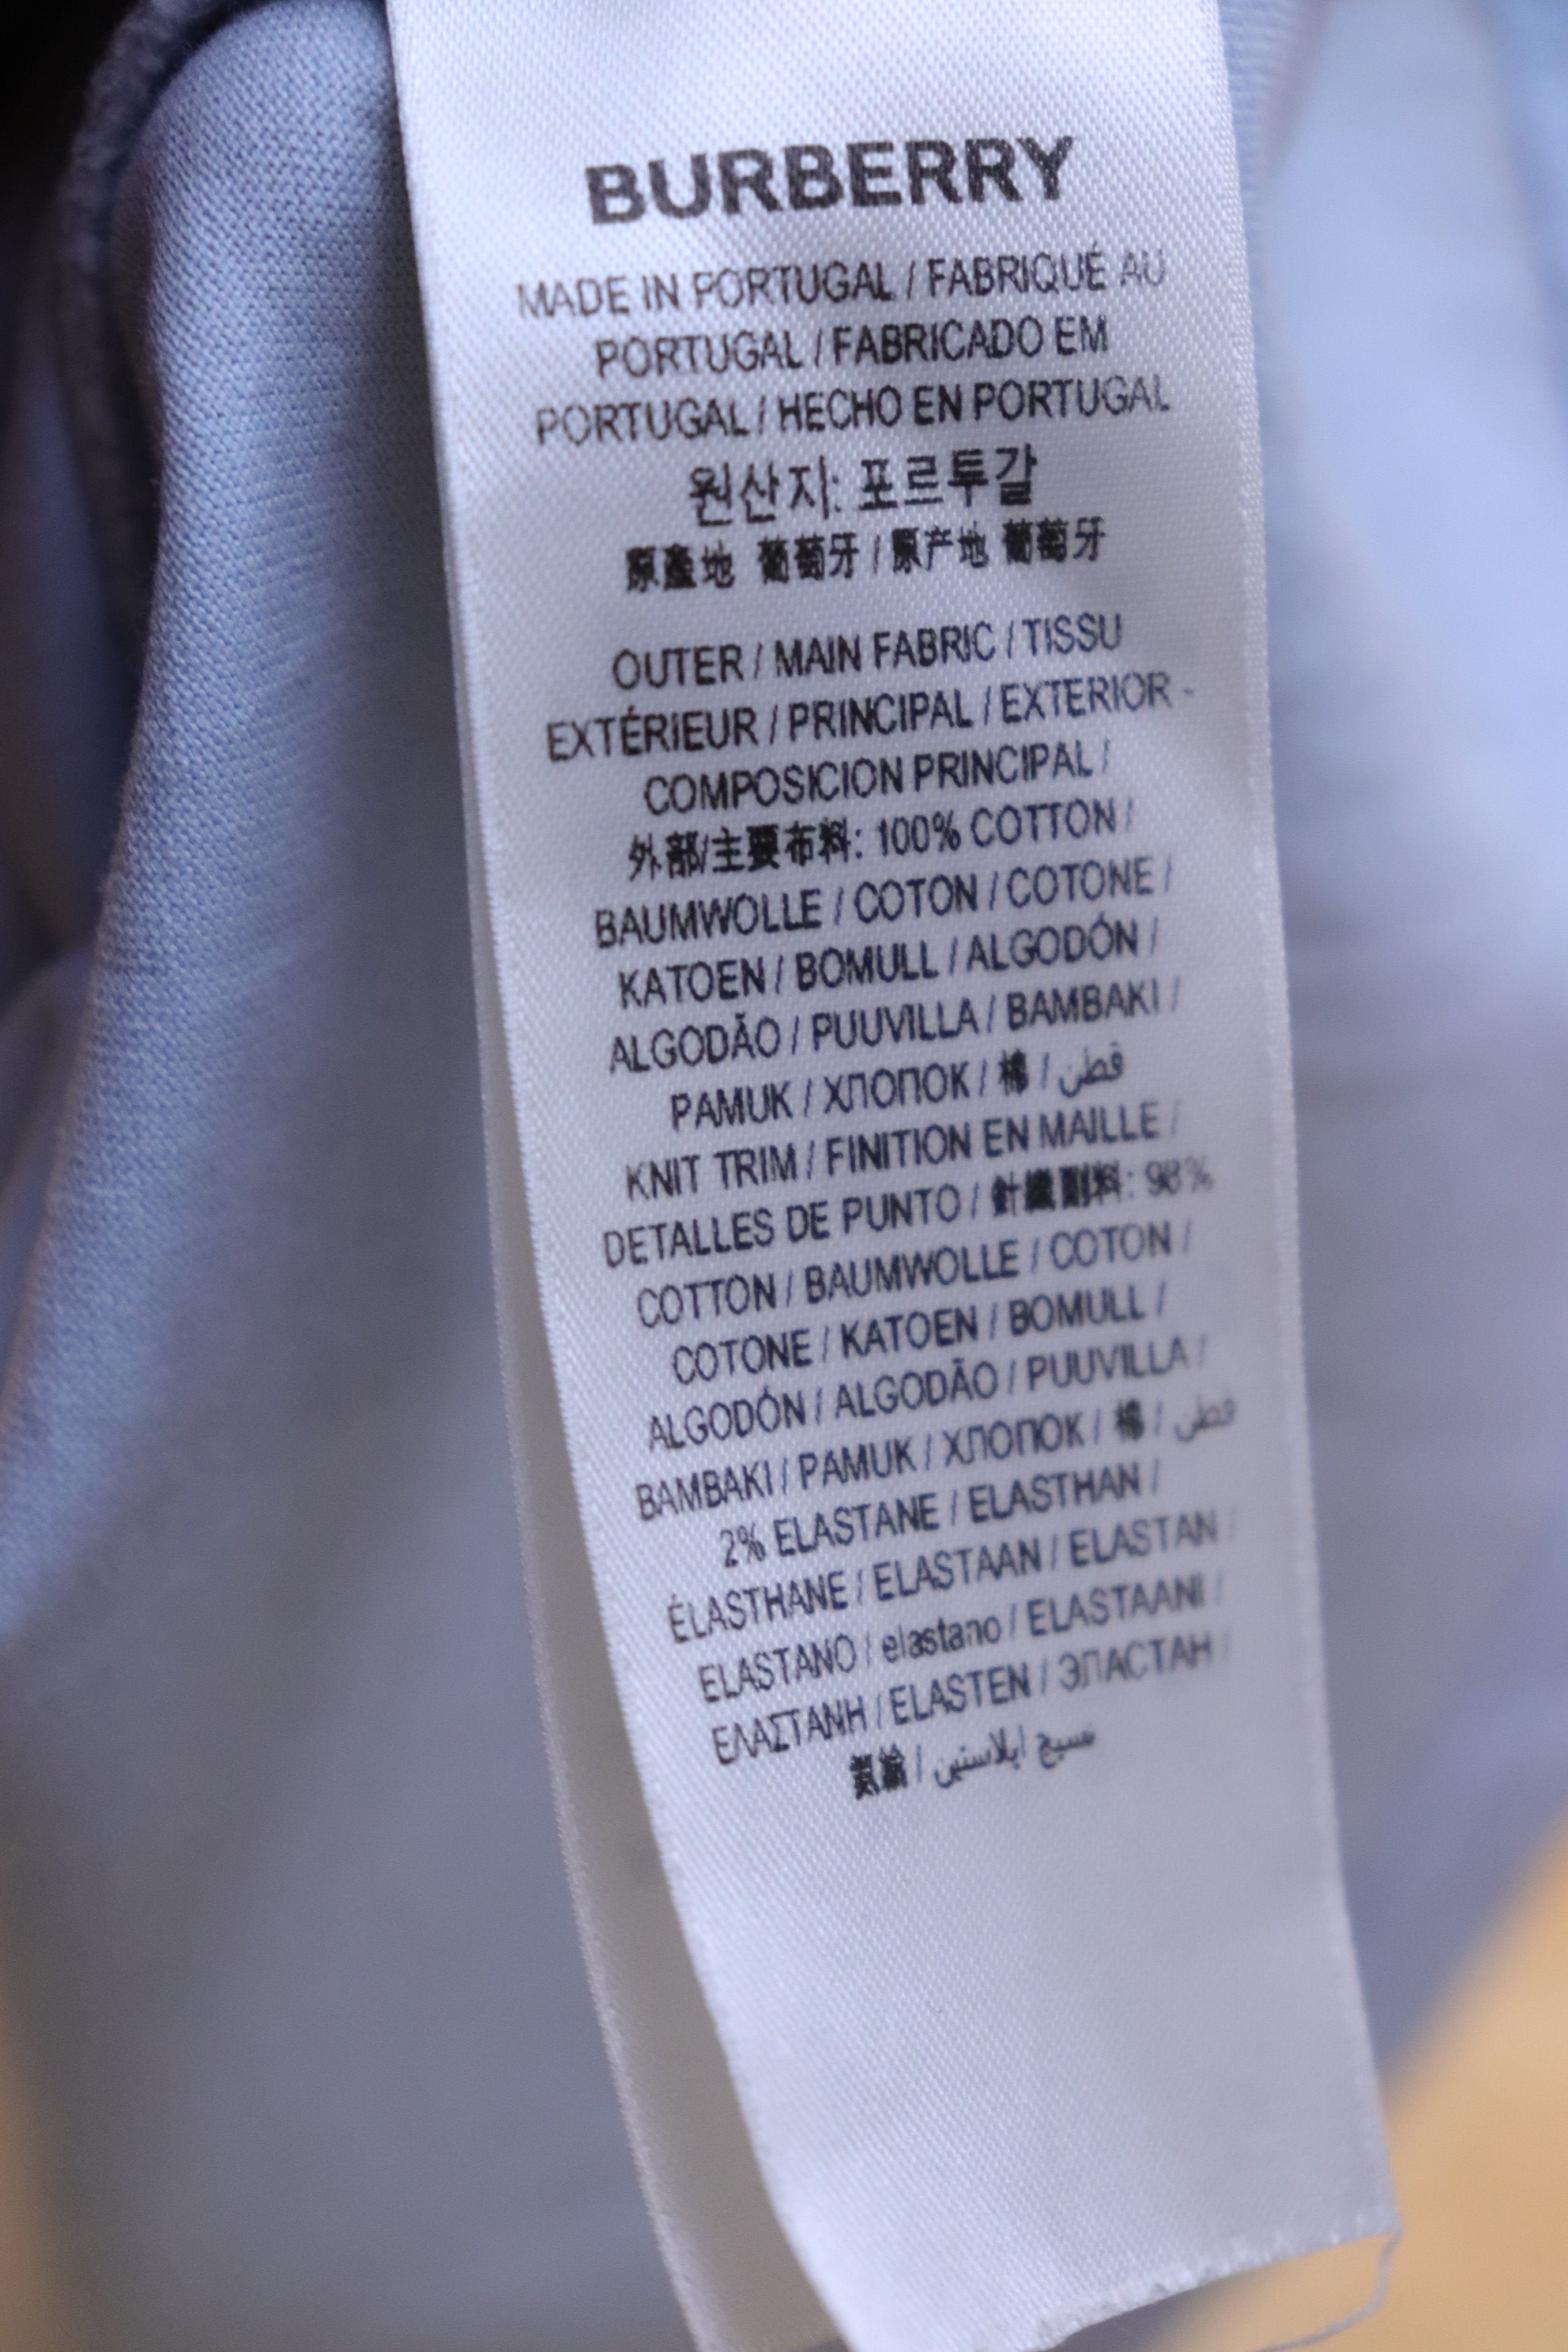 BURBERRY
MADE IN PORTUGAL / FABRIQUÉ AU
PORTUGAL / FABRICADO EM
PORTUGAL / HECHO EN PORTUGAL
원산지: 포르투갈
原產地 葡萄牙 / 原产地 葡萄牙
OUTER / MAIN FABRIC / TISSU
EXTÉRIEUR / PRINCIPAL / EXTERIOR -
COMPOSICION PRINCIPAL /
外部/主要布料: 100% COTTON /
BAUMWOLLE / COTON / COTONE /
KATOEN / BOMULL / ALGODÓN /
ALGODÃO / PUUVILLA / BAMBAKI /
PAMUK / ХЛОПОК / 棉 / قطن
KNIT TRIM / FINITION EN MAILLE /
DETALLES DE PUNTO / 針織副料: 98%
COTTON / BAUMWOLLE / COTON /
COTONE / KATOEN / BOMULL /
ALGODÓN / ALGODÃO / PUUVILLA /
BAMBAKI / PAMUK / ХЛОПОК / 棉 / قطن
2% ELASTANE / ELASTHAN /
ÉLASTHANE / ELASTAAN / ELASTAN /
ELASTANO / elastano / ELASTAANI /
ΕΛΑΣΤΑΝΗ / ELASTEN / ЭЛАСТАН /
/ نسيج ايلاستين